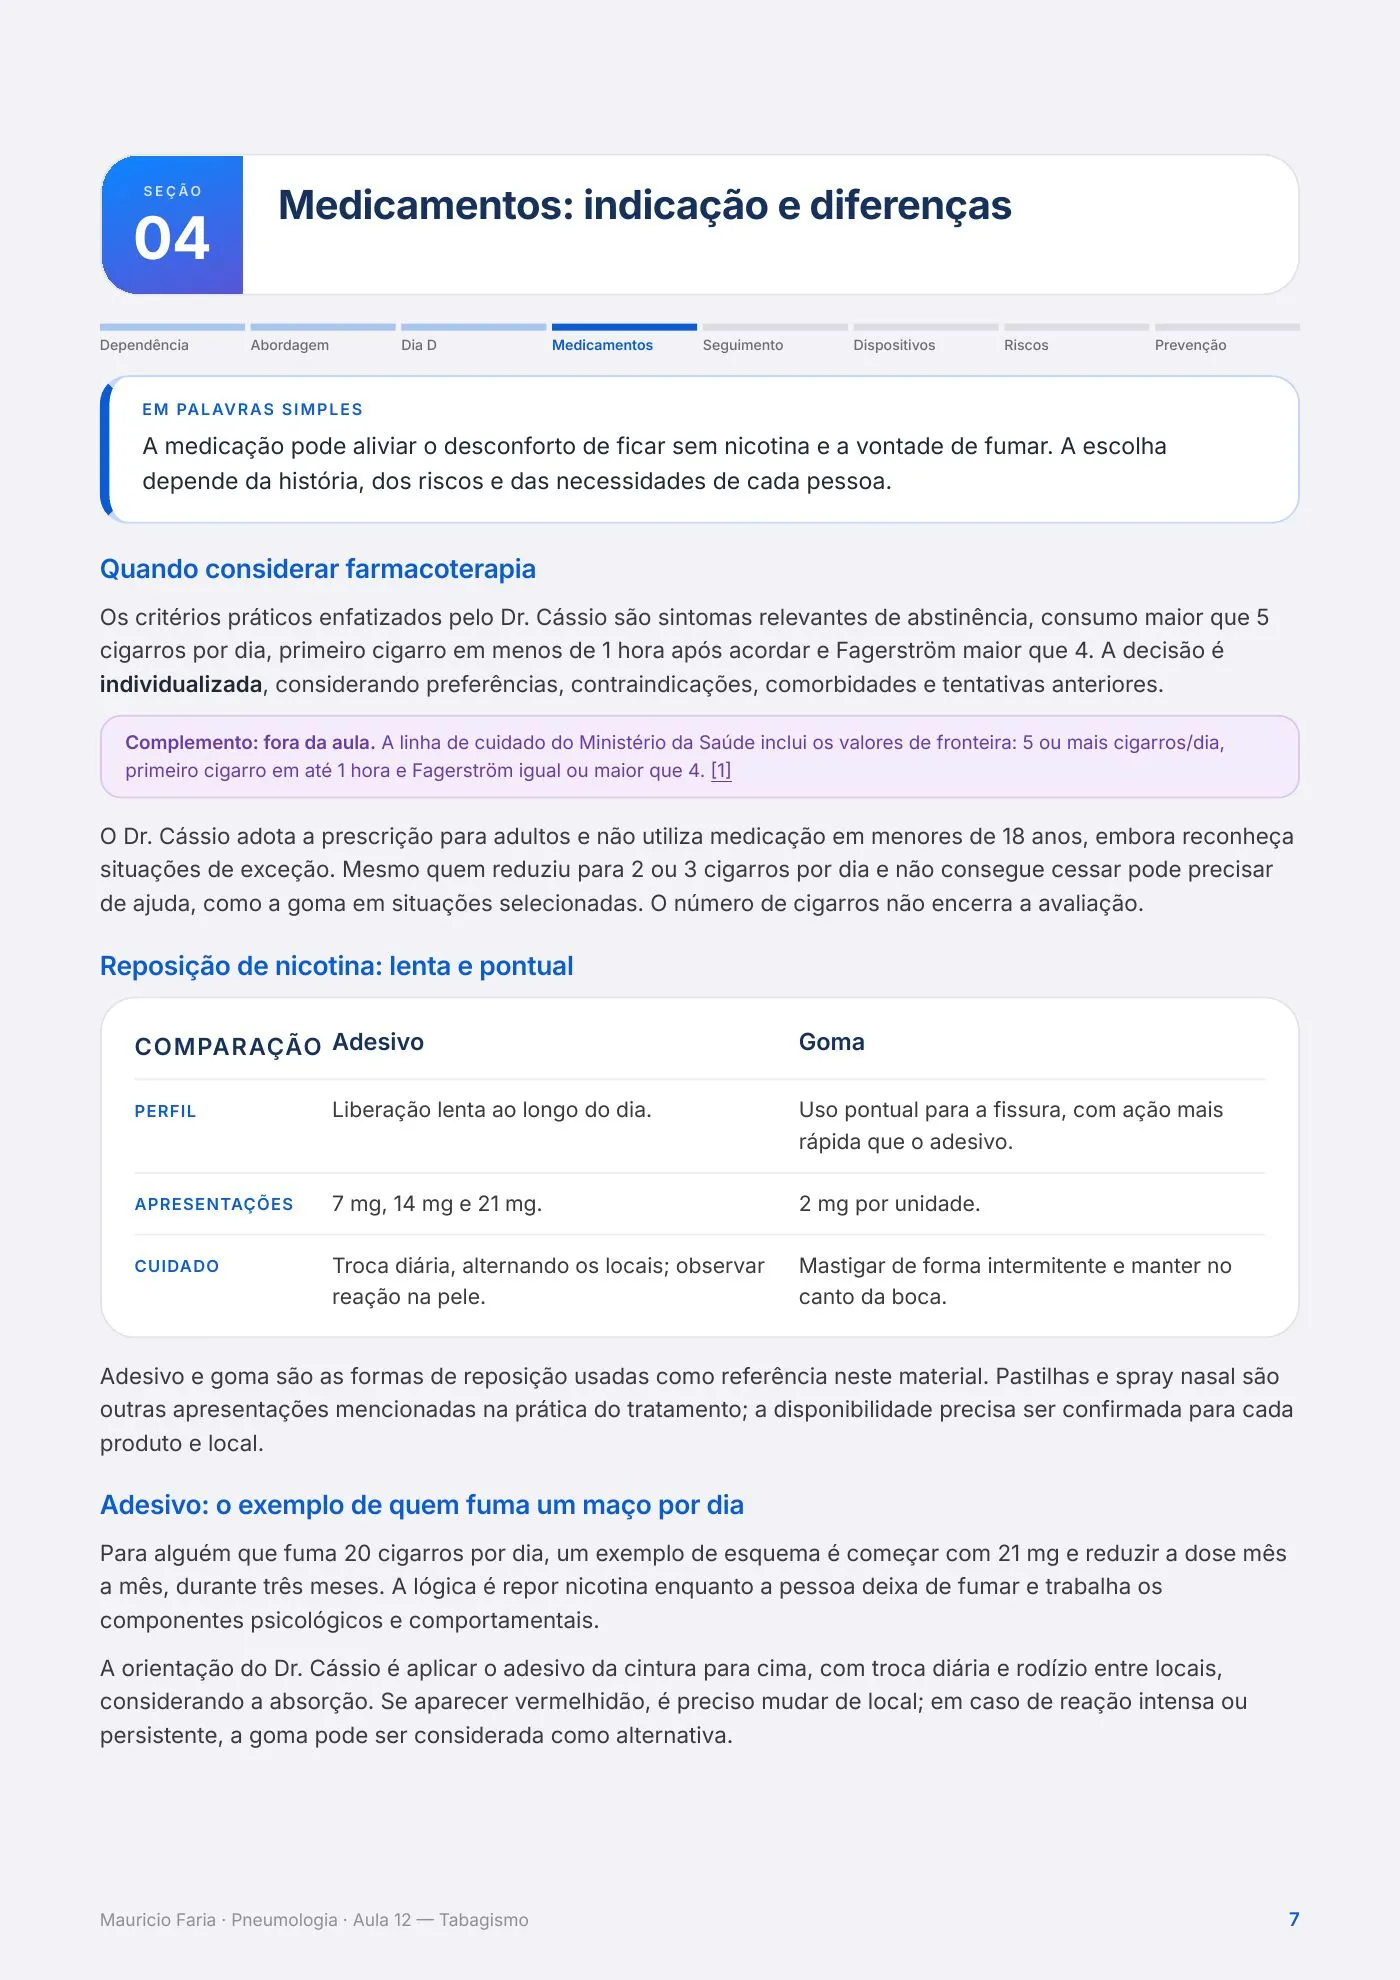 SEÇÃO
04
Medicamentos: indicação e diferenças
Dependência Abordagem Dia D Medicamentos Seguimento Dispositivos Riscos Prevenção
EM PALAVRAS SIMPLES
A medicação pode aliviar o desconforto de ficar sem nicotina e a vontade de fumar. A escolha
depende da história, dos riscos e das necessidades de cada pessoa.
Quando considerar farmacoterapia
Os critérios práticos enfatizados pelo Dr. Cássio são sintomas relevantes de abstinência, consumo maior que 5
cigarros por dia, primeiro cigarro em menos de 1 hora após acordar e Fagerström maior que 4. A decisão é
individualizada, considerando preferências, contraindicações, comorbidades e tentativas anteriores.
Complemento: fora da aula. A linha de cuidado do Ministério da Saúde inclui os valores de fronteira: 5 ou mais cigarros/dia,
primeiro cigarro em até 1 hora e Fagerström igual ou maior que 4. [1]
O Dr. Cássio adota a prescrição para adultos e não utiliza medicação em menores de 18 anos, embora reconheça
situações de exceção. Mesmo quem reduziu para 2 ou 3 cigarros por dia e não consegue cessar pode precisar
de ajuda, como a goma em situações selecionadas. O número de cigarros não encerra a avaliação.
Reposição de nicotina: lenta e pontual
COMPARAÇÃO Adesivo Goma
PERFIL Liberação lenta ao longo do dia. Uso pontual para a fissura, com ação mais
rápida que o adesivo.
APRESENTAÇÕES 7 mg, 14 mg e 21 mg. 2 mg por unidade.
CUIDADO Troca diária, alternando os locais; observar Mastigar de forma intermitente e manter no
reação na pele. canto da boca.
Adesivo e goma são as formas de reposição usadas como referência neste material. Pastilhas e spray nasal são
outras apresentações mencionadas na prática do tratamento; a disponibilidade precisa ser confirmada para cada
produto e local.
Adesivo: o exemplo de quem fuma um maço por dia
Para alguém que fuma 20 cigarros por dia, um exemplo de esquema é começar com 21 mg e reduzir a dose mês
a mês, durante três meses. A lógica é repor nicotina enquanto a pessoa deixa de fumar e trabalha os
componentes psicológicos e comportamentais.
A orientação do Dr. Cássio é aplicar o adesivo da cintura para cima, com troca diária e rodízio entre locais,
considerando a absorção. Se aparecer vermelhidão, é preciso mudar de local; em caso de reação intensa ou
persistente, a goma pode ser considerada como alternativa.
Mauricio Faria · Pneumologia · Aula 12 — Tabagismo 7